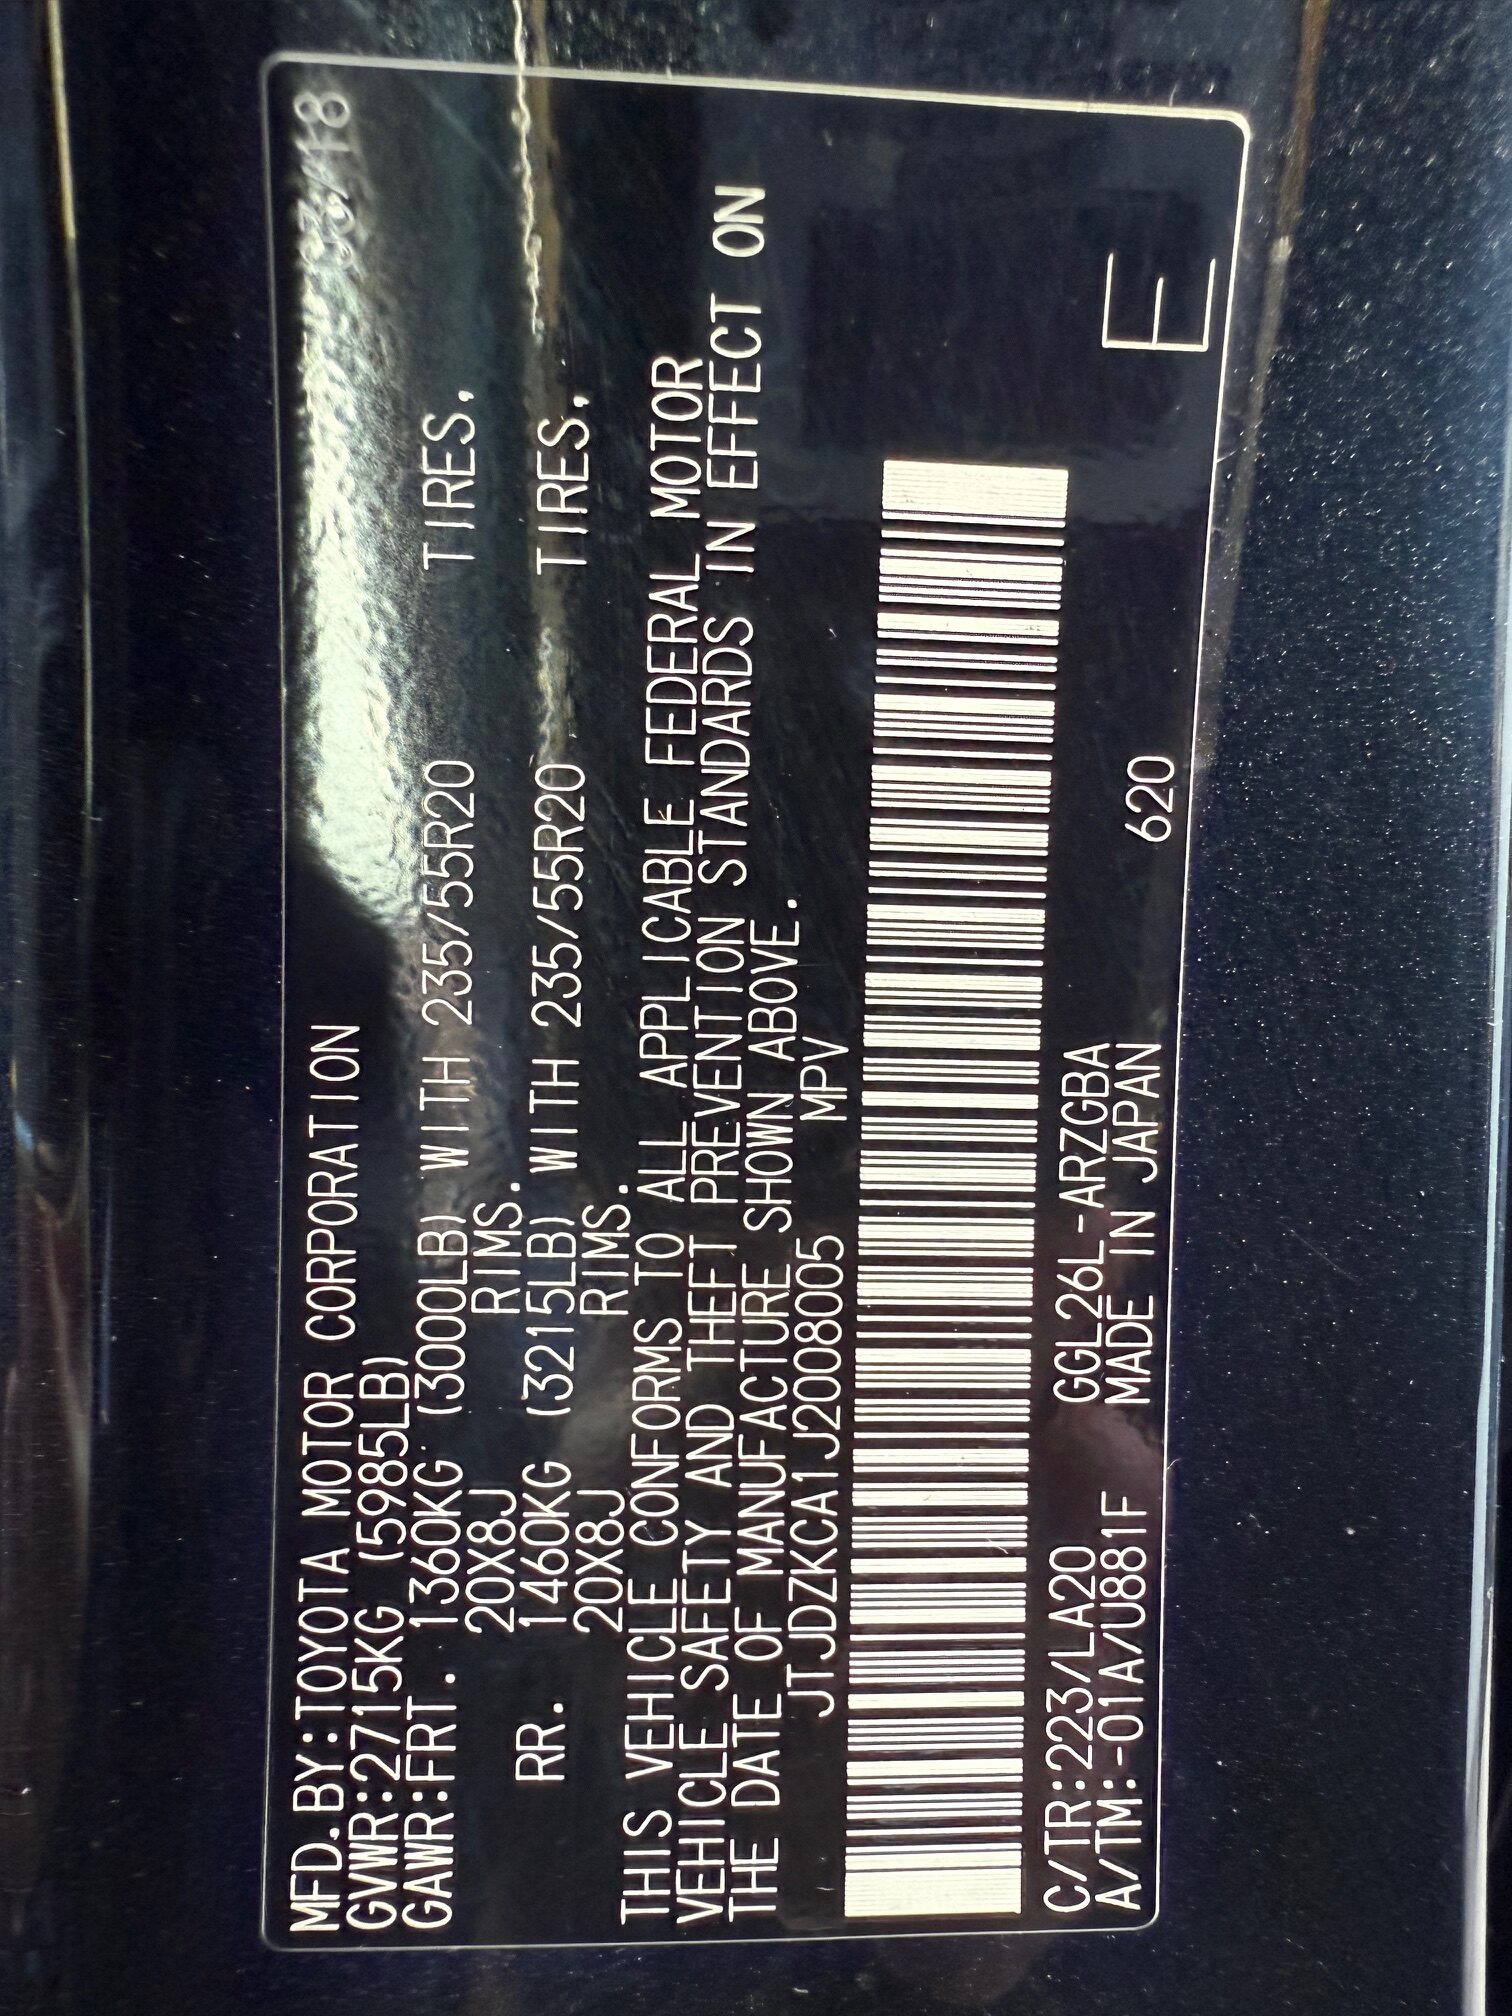 MFD.BY:TOYOTA MOTOR CORPORATION 03/18
GVWR:2715KG (5985LB)
GAWR:FRT. 1360KG (3000LB) WITH 235/55R20 TIRES,
20X8J RIMS.
RR. 1460KG (3215LB) WITH 235/55R20 TIRES,
20X8J RIMS.
THIS VEHICLE CONFORMS TO ALL APPLICABLE FEDERAL MOTOR
VEHICLE SAFETY AND THEFT PREVENTION STANDARDS IN EFFECT ON
THE DATE OF MANUFACTURE SHOWN ABOVE.
JTJDZKCA1J2008005 MPV
C/TR:223/LA20 GGL26L-ARZGBA
A/TM:-01A/U881F MADE IN JAPAN 620
E